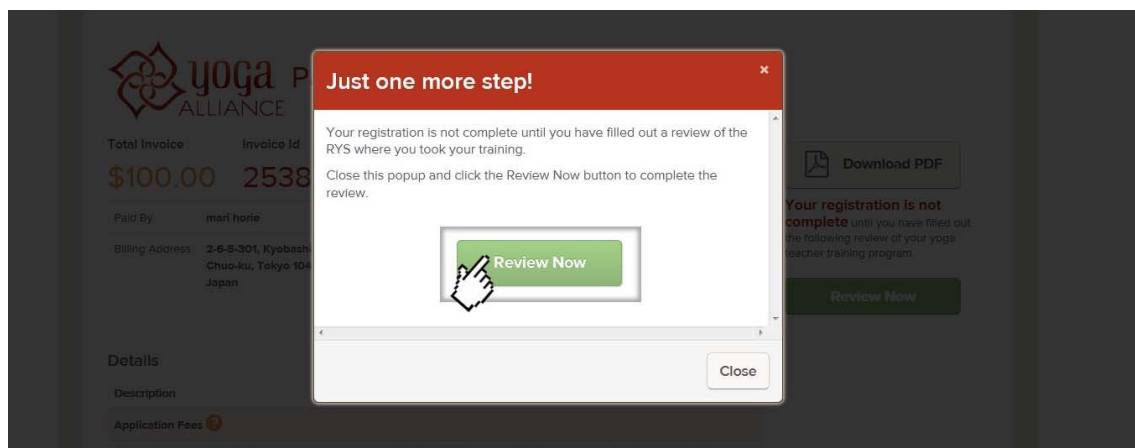 yoga P
ALLIANCE
Total Invoice Invoice Id
$100.00 2538
Paid By mari horie
Billing Address 2-6-5-301, Kyobash
Chuo-ku, Tokyo 104
Japan
Details
Description
Application Fees ?
Just one more step! ×
Your registration is not complete until you have filled out a review of the
RYS where you took your training.
Close this popup and click the Review Now button to complete the
review.
Review Now
Close
Download PDF
Your registration is not
complete until you have filled out
the following review of your yoga
teacher training program.
Review Now